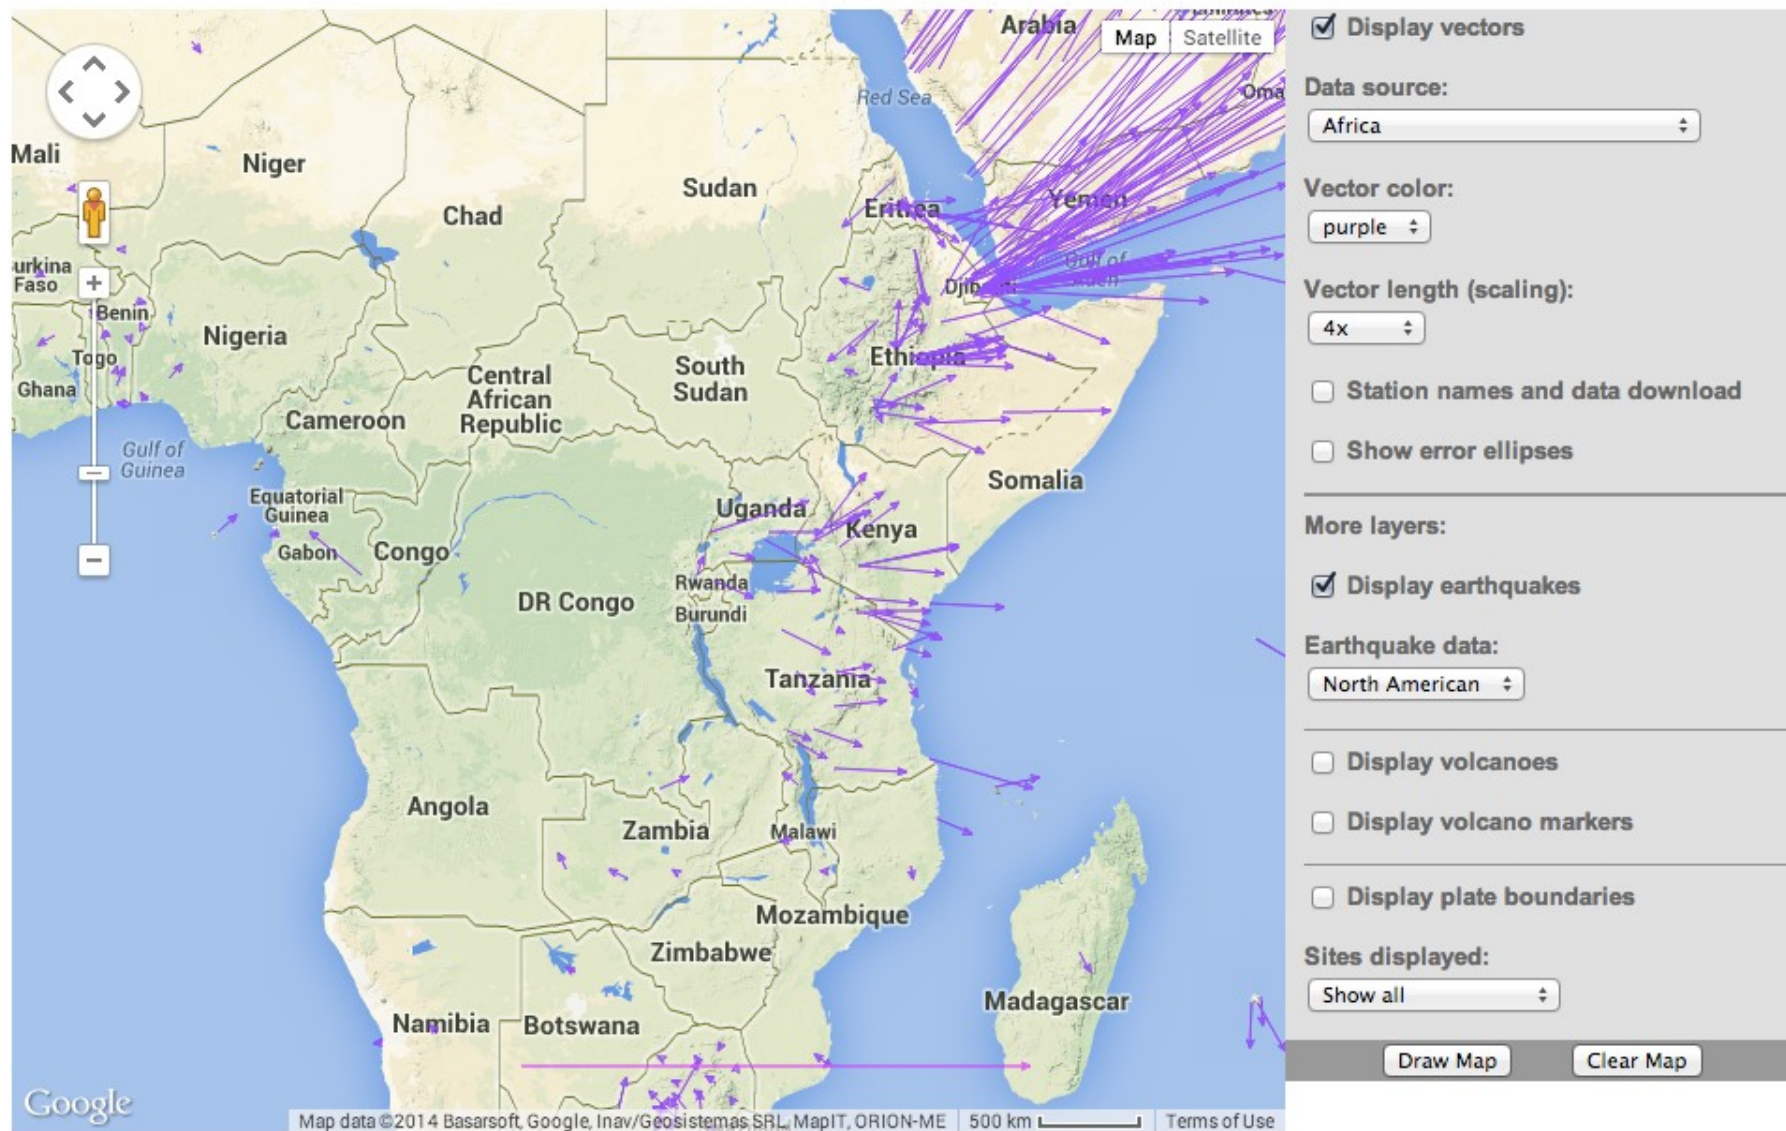 Arabia
Map
Satellite
Red Sea
Oma
Mali
Niger
Chad
Sudan
Eritrea
Yemen
Burkina
Faso
Benin
Nigeria
Togo
Ghana
Gulf of
Djibouti
Ethiopia
South
Sudan
Central
African
Republic
Cameroon
Gulf of
Guinea
Somalia
Equatorial
Guinea
Uganda
Kenya
Gabon
Congo
Rwanda
Burundi
DR Congo
Tanzania
Angola
Zambia
Malawi
Mozambique
Zimbabwe
Madagascar
Namibia
Botswana
Google
Map data ©2014 Basarsoft, Google, Inav/Geosistemas SRL, MapIT, ORION-ME
500 km
Terms of Use
Display vectors
Data source:
Africa
Vector color:
purple
Vector length (scaling):
4x
Station names and data download
Show error ellipses
More layers:
Display earthquakes
Earthquake data:
North American
Display volcanoes
Display volcano markers
Display plate boundaries
Sites displayed:
Show all
Draw Map
Clear Map